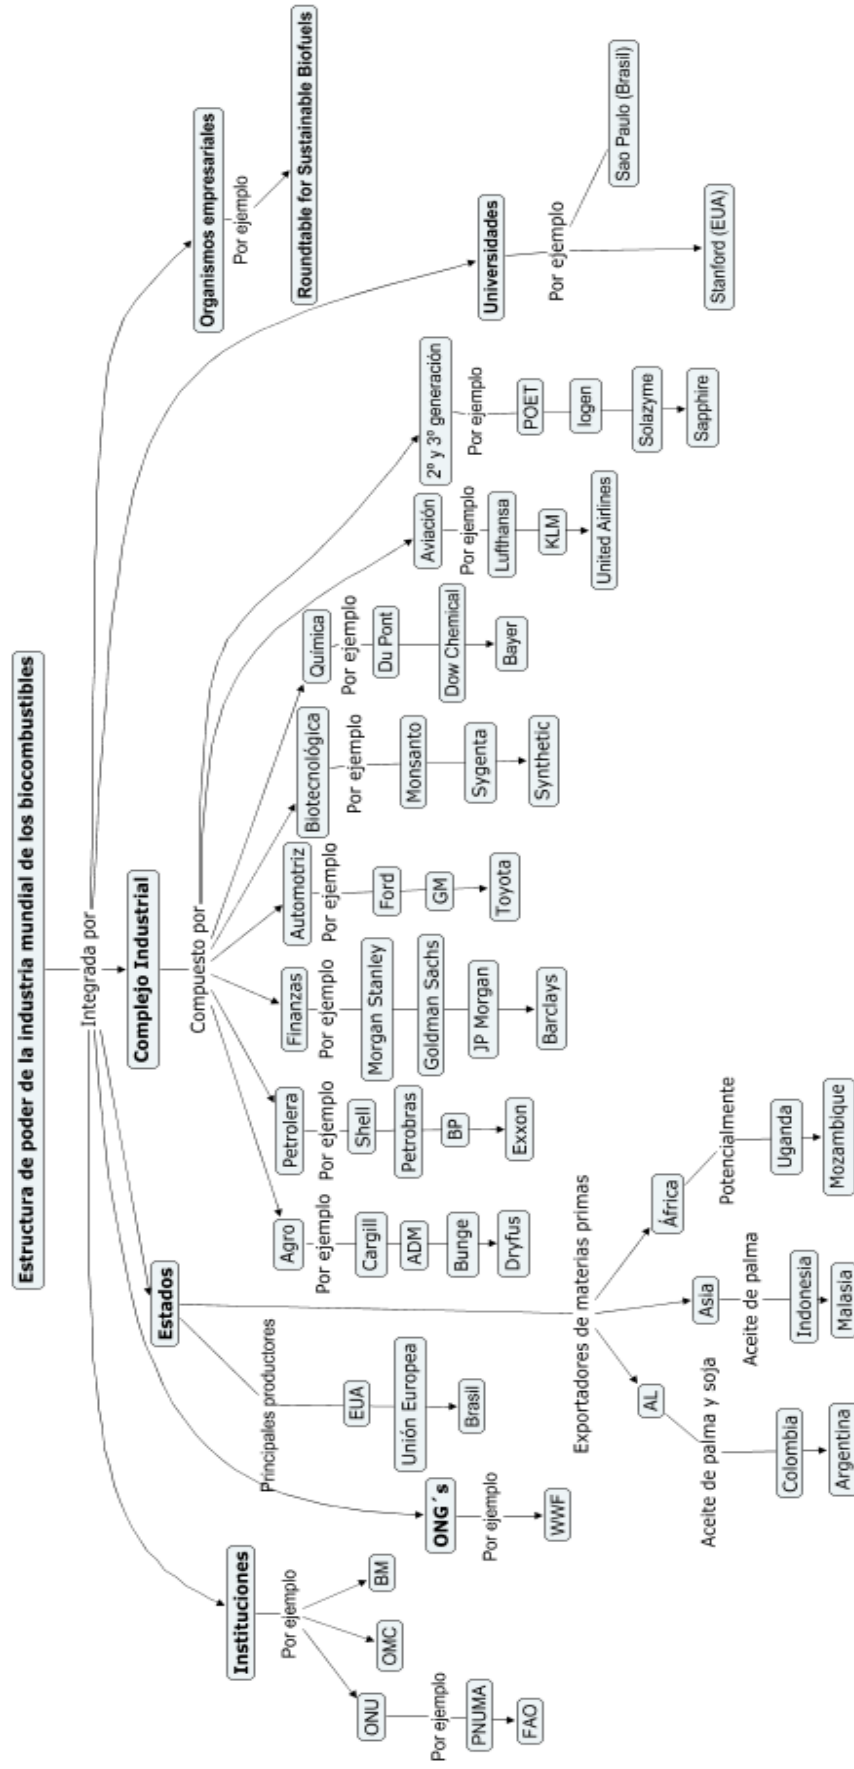 Estructura de poder de la industria mundial de los biocombustibles
Integrada por
Instituciones
Por ejemplo
ONU
OMC
BM
Por ejemplo
PNUMA
FAO
ONG´s
Por ejemplo
WWF
Estados
Principales productores
EUA
Unión Europea
Brasil
Exportadores de materias primas
AL
Aceite de palma y soja
Colombia
Argentina
Asia
Aceite de palma
Indonesia
Malasia
África
Potencialmente
Uganda
Mozambique
Complejo Industrial
Compuesto por
Agro
Por ejemplo
Cargill
ADM
Bunge
Dryfus
Petrolera
Por ejemplo
Shell
Petrobras
BP
Exxon
Finanzas
Por ejemplo
Morgan Stanley
Goldman Sachs
JP Morgan
Barclays
Automotriz
Por ejemplo
Ford
GM
Toyota
Biotecnológica
Por ejemplo
Monsanto
Sygenta
Synthetic
Química
Por ejemplo
Du Pont
Dow Chemical
Bayer
Aviación
Por ejemplo
Lufthansa
KLM
United Airlines
2º y 3º generación
Por ejemplo
POET
Iogen
Solazyme
Sapphire
Universidades
Por ejemplo
Stanford (EUA)
Sao Paulo (Brasil)
Organismos empresariales
Por ejemplo
Roundtable for Sustainable Biofuels